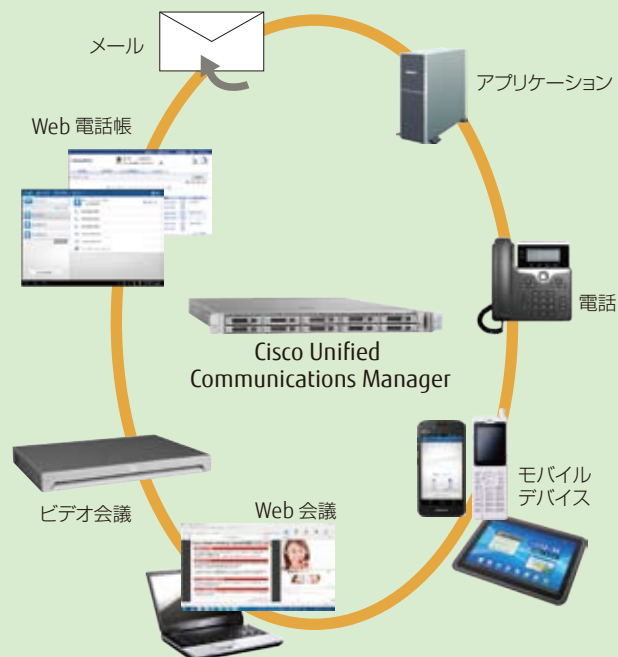 メール
アプリケーション
Web 電話帳
電話
Cisco Unified
Communications Manager
モバイル
デバイス
ビデオ会議
Web 会議